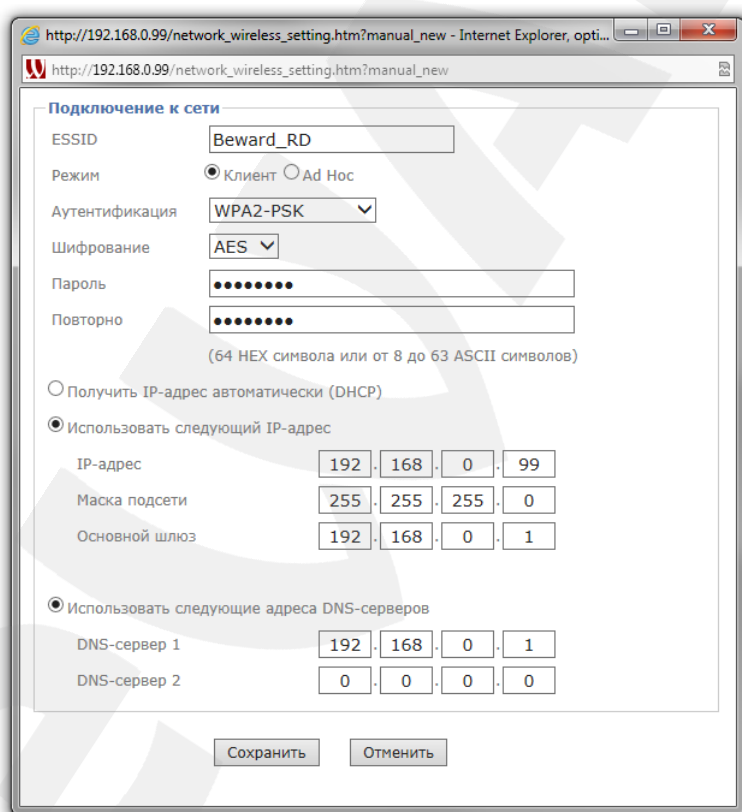 http://192.168.0.99/network_wireless_setting.htm?manual_new - Internet Explorer, opti...
http://192.168.0.99/network_wireless_setting.htm?manual_new
Подключение к сети
ESSID Beward_RD
Режим Клиент Ad Hoc
Аутентификация WPA2-PSK
Шифрование AES
Пароль ●●●●●●●●
Повторно ●●●●●●●●
(64 HEX символа или от 8 до 63 ASCII символов)
Получить IP-адрес автоматически (DHCP)
Использовать следующий IP-адрес
IP-адрес 192 . 168 . 0 . 99
Маска подсети 255 . 255 . 255 . 0
Основной шлюз 192 . 168 . 0 . 1
Использовать следующие адреса DNS-серверов
DNS-сервер 1 192 . 168 . 0 . 1
DNS-сервер 2 0 . 0 . 0 . 0
Сохранить Отменить